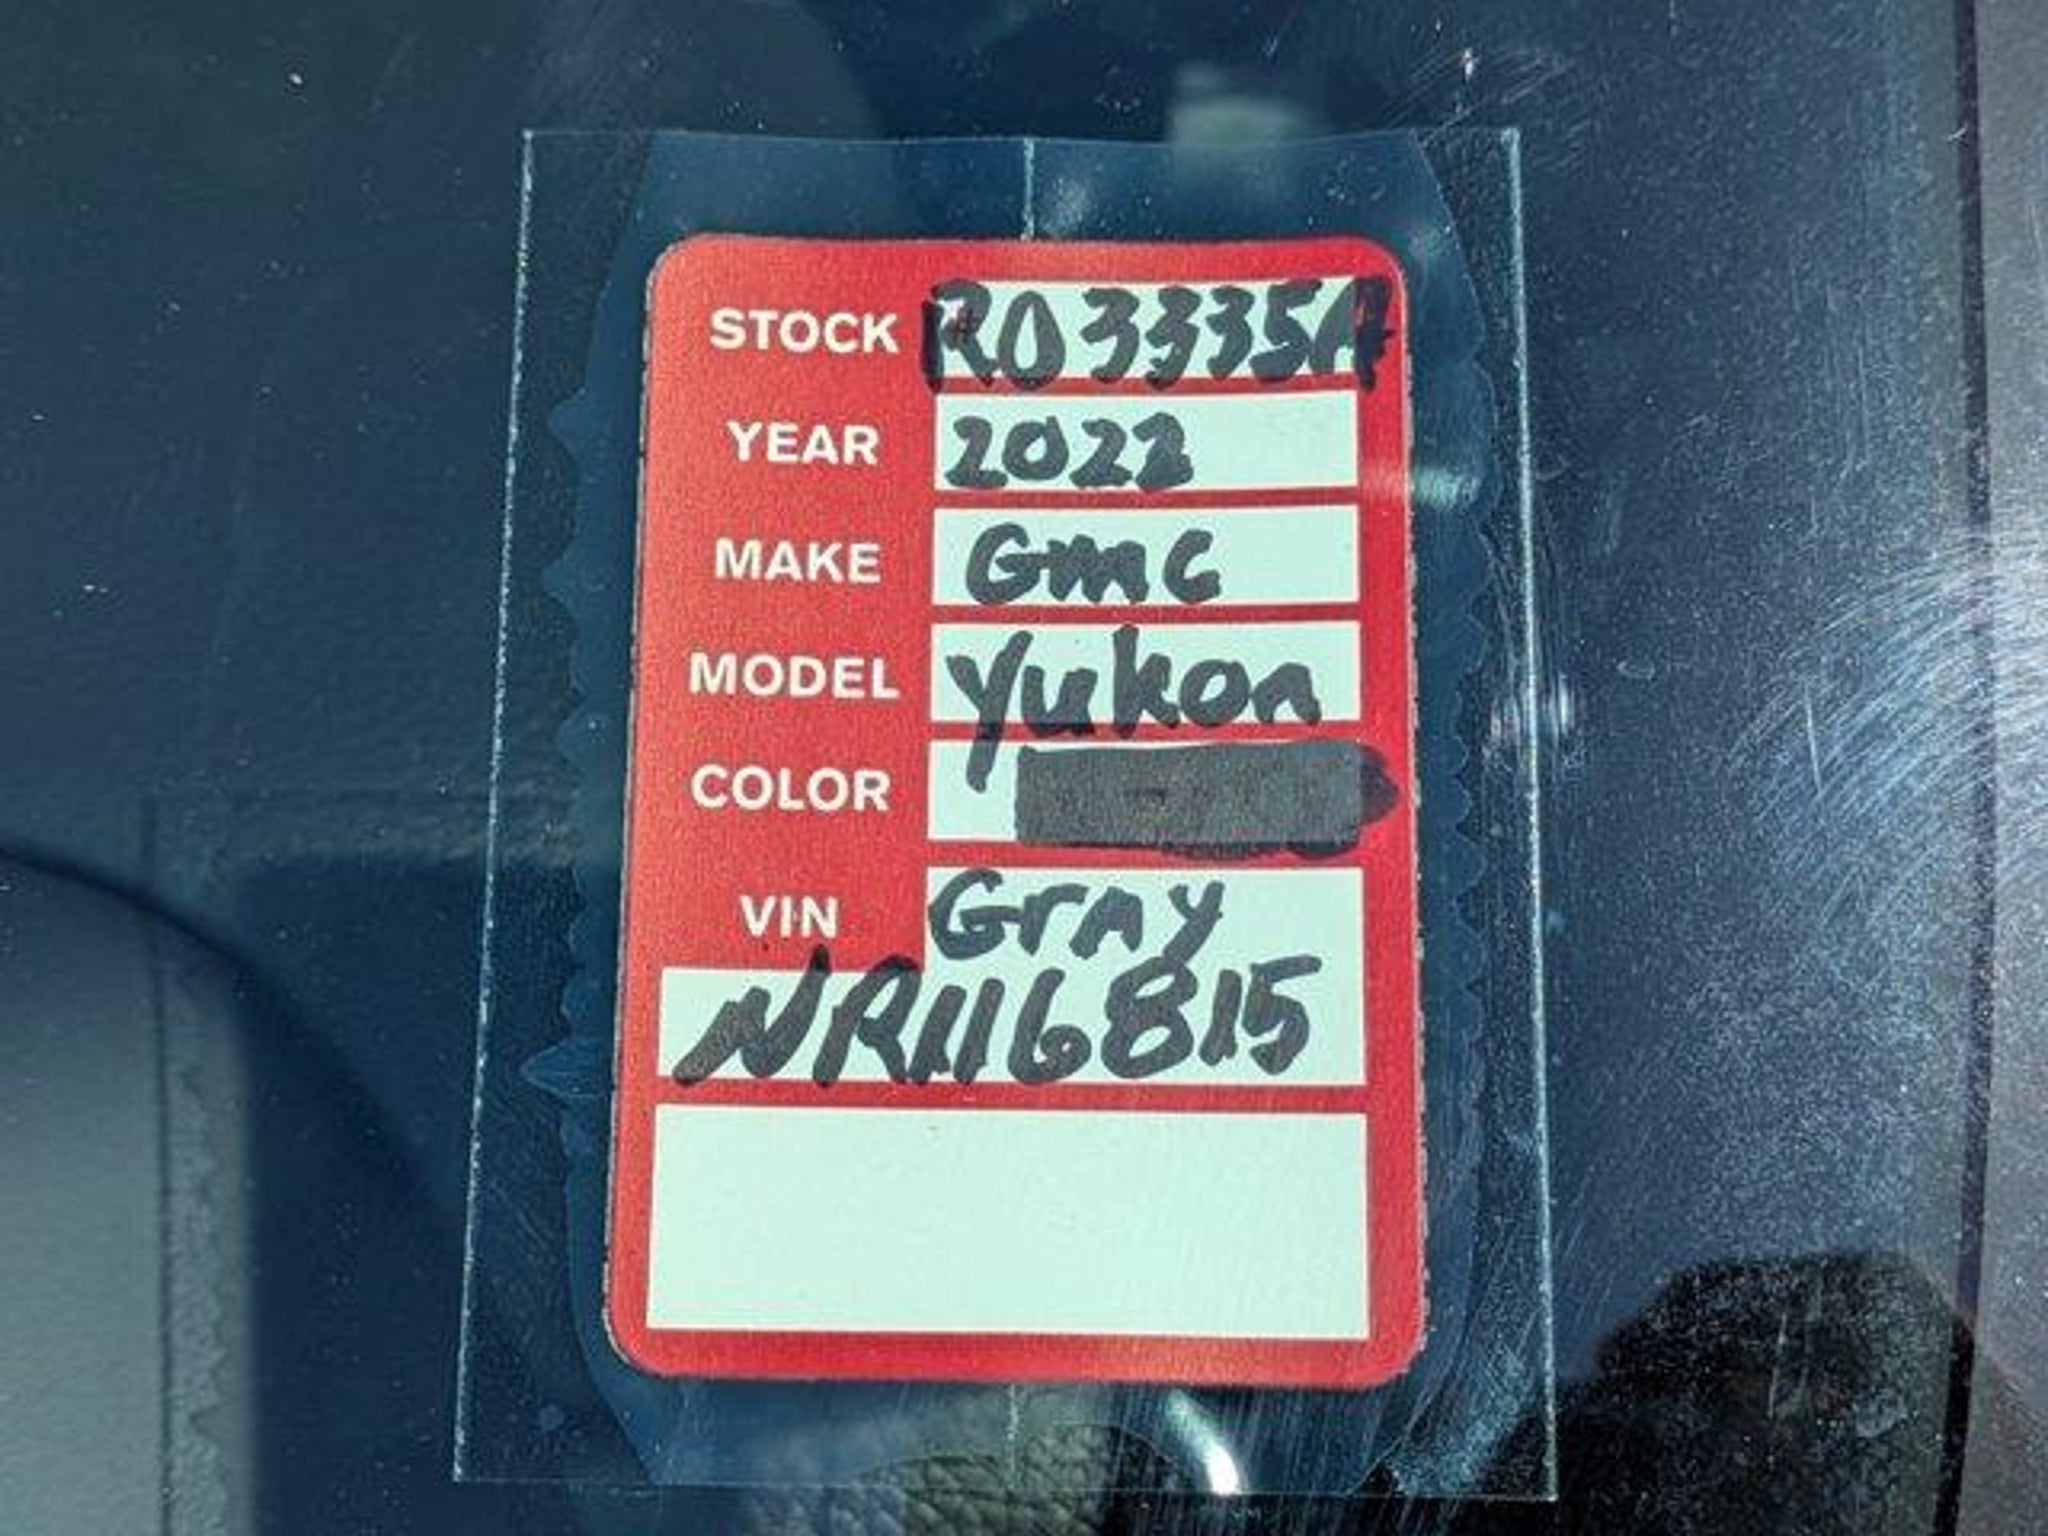 STOCK R03335A
YEAR 2022
MAKE Gmc
MODEL Yukon
COLOR
VIN Gray
NR116815